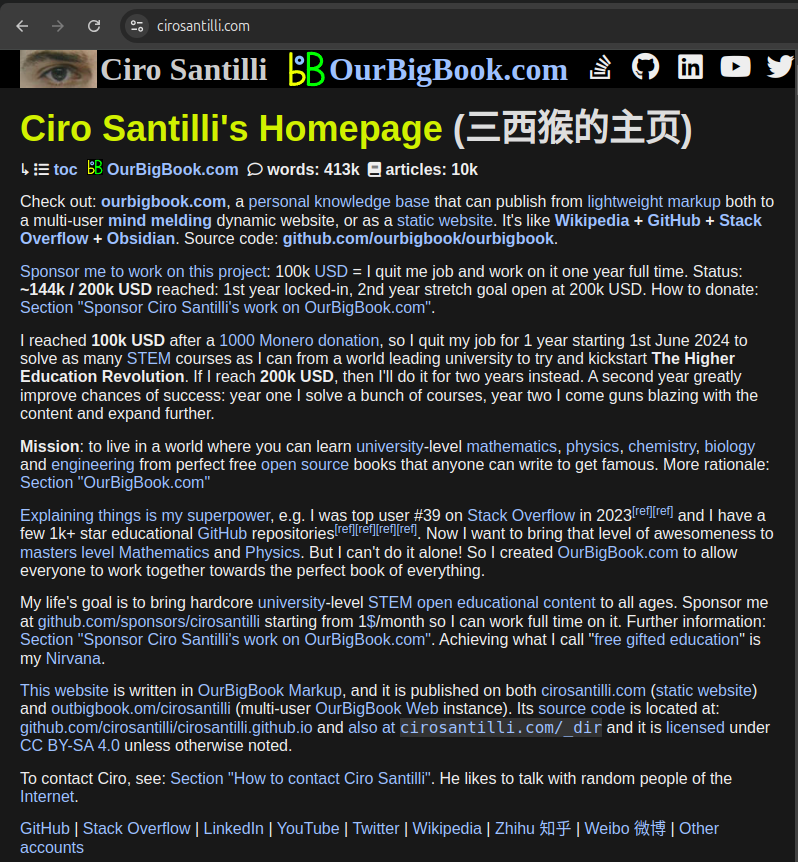 cirosantilli.com
Ciro Santilli OurBigBook.com
Ciro Santilli's Homepage (三西猴的主页)
↳ toc OurBigBook.com words: 413k articles: 10k
Check out: ourbigbook.com, a personal knowledge base that can publish from lightweight markup both to
a multi-user mind melding dynamic website, or as a static website. It's like Wikipedia + GitHub + Stack
Overflow + Obsidian. Source code: github.com/ourbigbook/ourbigbook.
Sponsor me to work on this project: 100k USD = I quit me job and work on it one year full time. Status:
~144k / 200k USD reached: 1st year locked-in, 2nd year stretch goal open at 200k USD. How to donate:
Section "Sponsor Ciro Santilli's work on OurBigBook.com".
I reached 100k USD after a 1000 Monero donation, so I quit my job for 1 year starting 1st June 2024 to
solve as many STEM courses as I can from a world leading university to try and kickstart The Higher
Education Revolution. If I reach 200k USD, then I'll do it for two years instead. A second year greatly
improve chances of success: year one I solve a bunch of courses, year two I come guns blazing with the
content and expand further.
Mission: to live in a world where you can learn university-level mathematics, physics, chemistry, biology
and engineering from perfect free open source books that anyone can write to get famous. More rationale:
Section "OurBigBook.com"
Explaining things is my superpower, e.g. I was top user #39 on Stack Overflow in 2023[ref][ref] and I have a
few 1k+ star educational GitHub repositories[ref][ref][ref][ref]. Now I want to bring that level of awesomeness to
masters level Mathematics and Physics. But I can't do it alone! So I created OurBigBook.com to allow
everyone to work together towards the perfect book of everything.
My life's goal is to bring hardcore university-level STEM open educational content to all ages. Sponsor me
at github.com/sponsors/cirosantilli starting from 1$/month so I can work full time on it. Further information:
Section "Sponsor Ciro Santilli's work on OurBigBook.com". Achieving what I call "free gifted education" is
my Nirvana.
This website is written in OurBigBook Markup, and it is published on both cirosantilli.com (static website)
and outbigbook.om/cirosantilli (multi-user OurBigBook Web instance). Its source code is located at:
github.com/cirosantilli/cirosantilli.github.io and also at cirosantilli.com/_dir and it is licensed under
CC BY-SA 4.0 unless otherwise noted.
To contact Ciro, see: Section "How to contact Ciro Santilli". He likes to talk with random people of the
Internet.
GitHub | Stack Overflow | LinkedIn | YouTube | Twitter | Wikipedia | Zhihu 知乎 | Weibo 微博 | Other
accounts